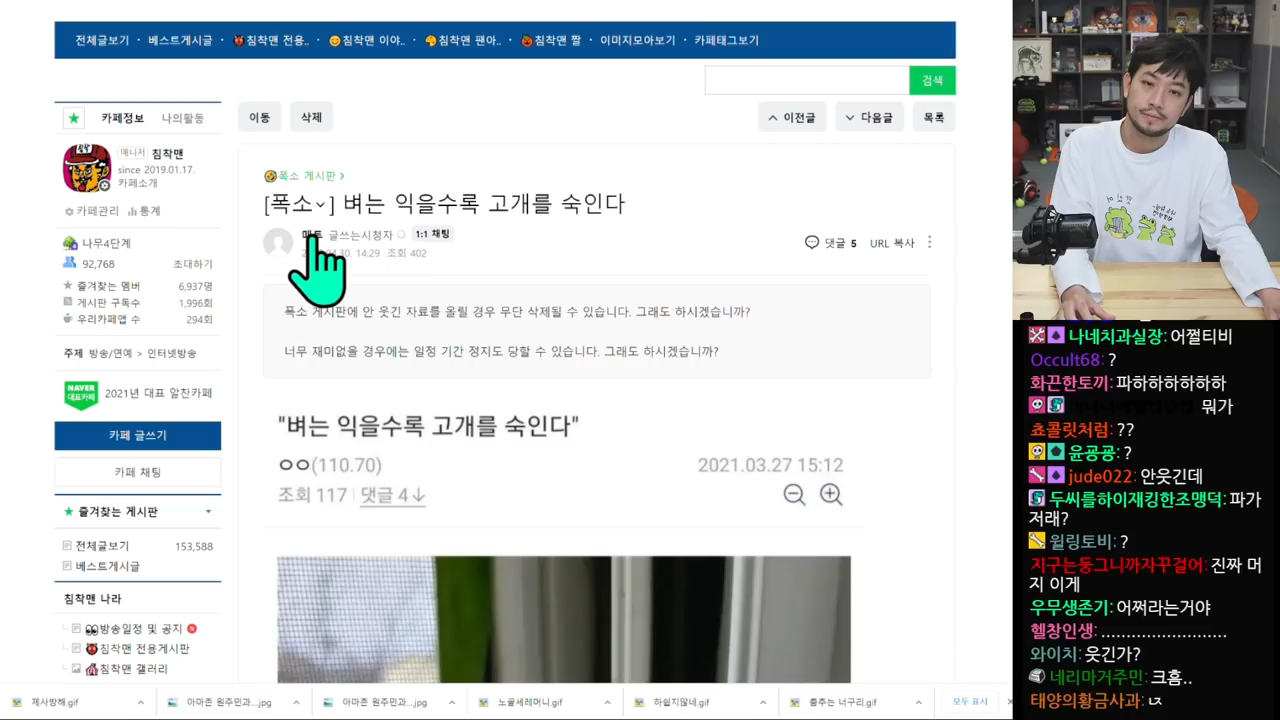 전체글보기 · 베스트게시글 · 침착맨 전용.. · 침착맨 이야.. · 침착맨 팬아.. · 침착맨 짤 · 이미지모아보기 · 카페태그보기
검색
카페정보 나의활동
이동 삭제
이전글 다음글 목록
매니저 침착맨
since 2019.01.17.
카페소개
카페관리 통계
나무4단계
92,768 초대하기
즐겨찾는 멤버 6,937명
게시판 구독수 1,996회
우리카페앱 수 294회
주제 방송/연예 > 인터넷방송
NAVER
대표카페
2021년 대표 알찬카페
카페 글쓰기
카페 채팅
즐겨찾는 게시판
전체글보기 153,588
베스트게시글
침착맨 나라
방송일정 및 공지 N
침착맨 전용게시판
침착맨 갤러리
폭소 게시판 >
[폭소~] 벼는 익을수록 고개를 숙인다
글쓰는시청자 1:1 채팅
30. 14:29 조회 402
댓글 5 URL 복사
폭소 게시판에 안 웃긴 자료를 올릴 경우 무단 삭제될 수 있습니다. 그래도 하시겠습니까?
너무 재미없을 경우에는 일정 기간 정지도 당할 수 있습니다. 그래도 하시겠습니까?
"벼는 익을수록 고개를 숙인다"
ㅇㅇ(110.70) 2021.03.27 15:12
조회 117 | 댓글 4↓
나네치과실장: 어쩔티비
Occult68: ?
화끈한토끼: 파하하하하하하
뭐가
쵸콜릿처럼: ??
윤굥굥: ?
jude022: 안웃긴데
두씨를하이재킹한조맹덕: 파가
저래?
윌링토비: ?
지구는둥그니까자꾸걸어: 진짜 머
지 이게
우무생존기: 어쩌라는거야
헬창인생: ........................
와이치: 웃긴가?
네리마거주민: 크흠..
태양의황금사과: ㄴㅈ
제사방해.gif
아마존 원주민과....jpg
아마존 원주민과....jpg
노골세레머니.gif
하쉽지않네.gif
춤추는 너구리.gif
모두 표시